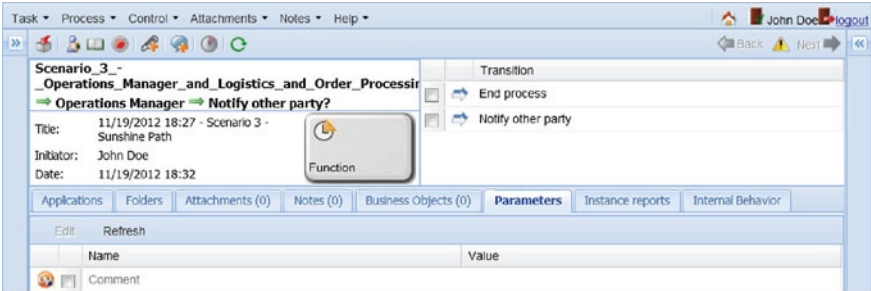 Task Process Control Attachments Notes Help John Doe logout
Back Next
Scenario_3_-
_Operations_Manager_and_Logistics_and_Order_Processin
Operations Manager Notify other party?
Title: 11/19/2012 18:27 - Scenario 3 -
Sunshine Path
Initiator: John Doe
Date: 11/19/2012 18:32
Function
Transition
End process
Notify other party
Applications Folders Attachments (0) Notes (0) Business Objects (0) Parameters Instance reports Internal Behavior
Edit Refresh
Name Value
Comment